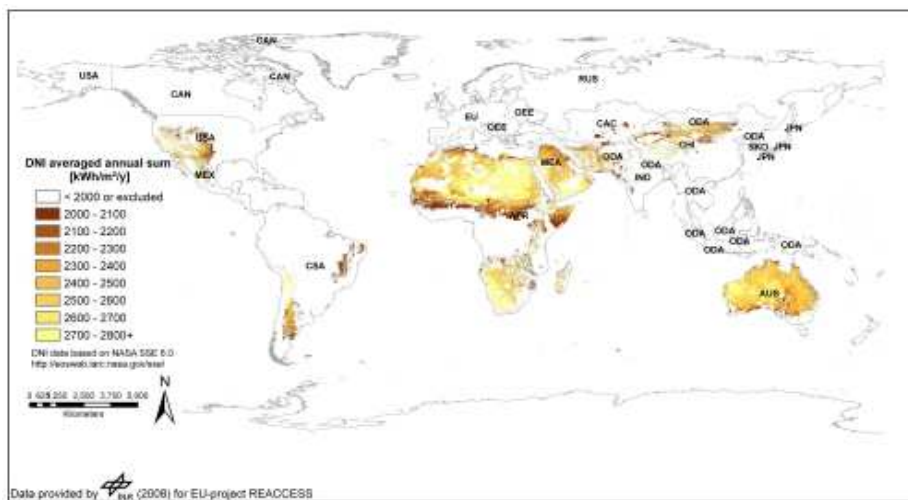 CAN
USA
CAN
CAN
RUS
EU
OEE
OEE
CAC
ODA
ODA
JPN
SKO
JPN
JPN
CHI
USA
MEX
MEA
ODA
ODA
IND
ODA
AFR
CSA
ODA
ODA
ODA
ODA
ODA
AUS
DNI averaged annual sum
[kWh/m²/y]
< 2000 or excluded
2000 - 2100
2100 - 2200
2200 - 2300
2300 - 2400
2400 - 2500
2500 - 2600
2600 - 2700
2700 - 2800+
DNI data based on NASA SSE 6.0
N
Kilometers
Data provided by DLR (2008) for EU-project REACCESS